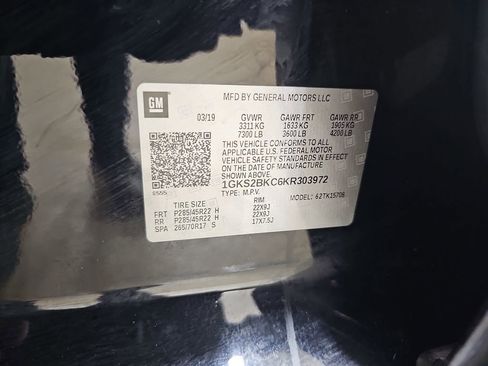 GM
MFD BY GENERAL MOTORS LLC
03/19 GVWR GAWR FRT GAWR RR
3311 KG 1633 KG 1905 KG
7300 LB 3600 LB 4200 LB
THIS VEHICLE CONFORMS TO ALL
APPLICABLE U.S. FEDERAL MOTOR
VEHICLE SAFETY STANDARDS IN EFFECT
ON THE DATE OF MANUFACTURE
SHOWN ABOVE.
1GKS2BKC6KR303972
TYPE: M.P.V. MODEL: 62TK15706
TIRE SIZE RIM
FRT P285/45R22 H 22X9J
RR P285/45R22 H 22X9J
SPA 265/70R17 S 17X7.5J